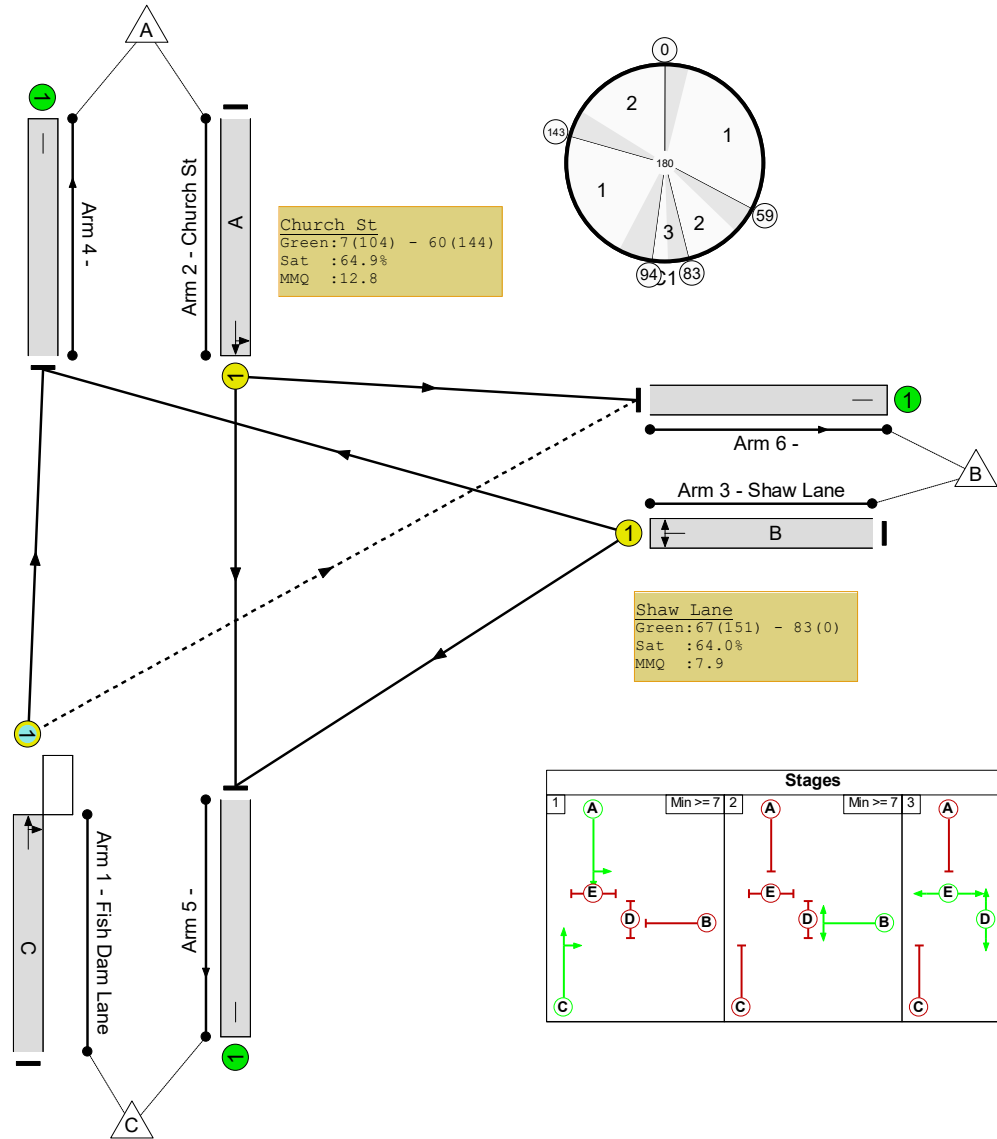 A
0
2
1
143
180
1
59
2
3
94
83
C1
1
Arm 4 -
Arm 2 - Church St
A
Church St
Green:7(104) - 60(144)
Sat :64.9%
MMQ :12.8
1
1
Arm 6 -
B
Arm 3 - Shaw Lane
1
B
Shaw Lane
Green:67(151) - 83(0)
Sat :64.0%
MMQ :7.9
1
Arm 1 - Fish Dam Lane
C
Arm 5 -
1
C
Stages
1
Min >= 7
2
Min >= 7
3
A
E
D
B
C
A
E
D
B
C
A
E
D
C